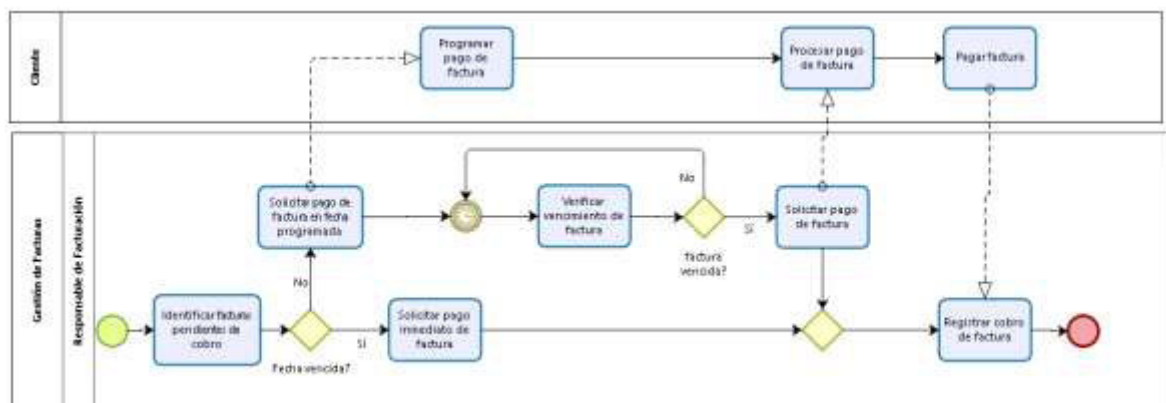 Cliente
Programar
pago de
factura
Procesar pago
de factura
Pagar factura
Gestión de Facturas
Responsable de Facturación
Solicitar pago de
factura en fecha
programada
Verificar
vencimiento de
factura
No
Solicitar pago
de factura
Sí
factura
vencida?
No
Identificar facturas
pendientes de
cobro
Solicitar pago
inmediato de
factura
Sí
Fecha vencida?
Registrar cobro
de factura